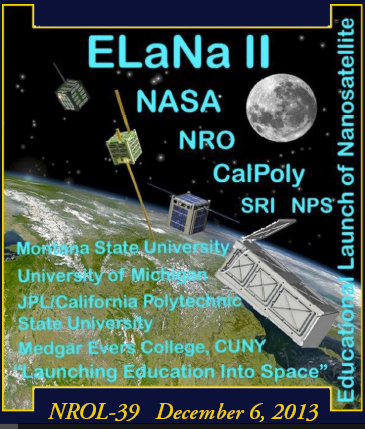 ELaNa II
NASA
NRO
CalPoly
SRI NPS
Montana State University
University of Michigan
JPL/California Polytechnic
State University
Medgar Evers College, CUNY
"Launching Education Into Space"
Educational Launch of Nanosatellite
NROL-39 December 6, 2013